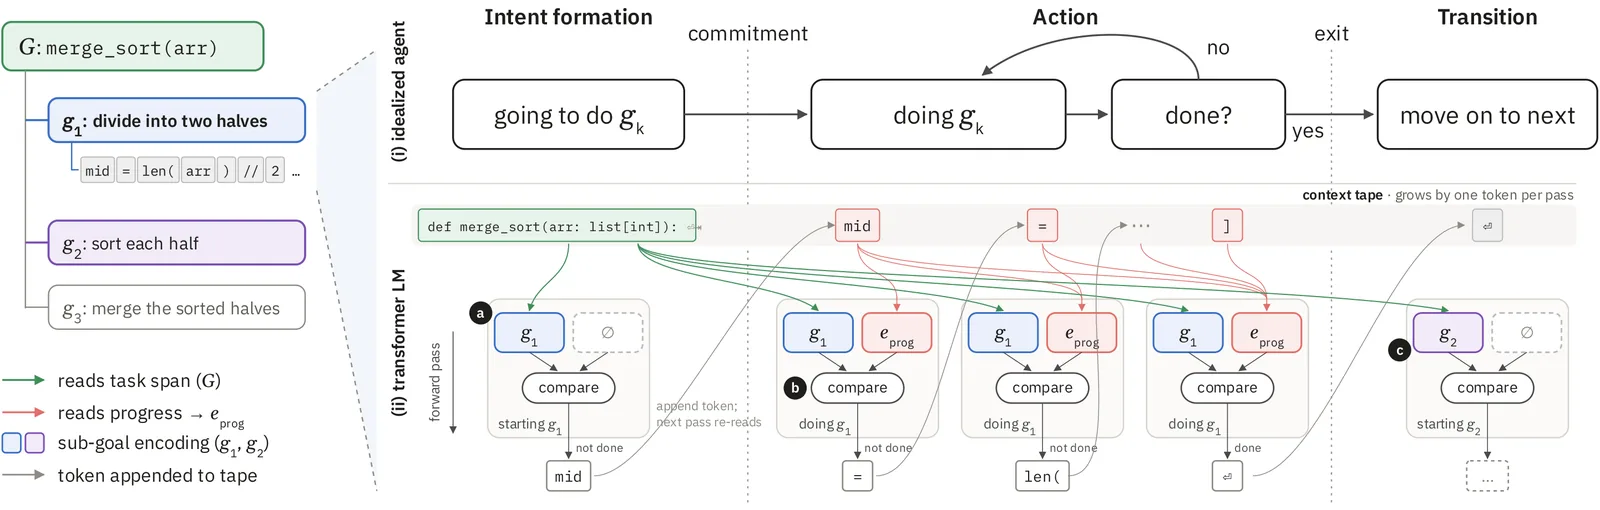 G: merge_sort(arr)
g1: divide into two halves
mid = len( arr ) // 2 …
g2: sort each half
g3: merge the sorted halves
reads task span (G)
reads progress → eprog
sub-goal encoding (g1, g2)
token appended to tape
(i) idealized agent
Intent formation
Action
Transition
commitment
exit
going to do gk
doing gk
done?
no
yes
move on to next
context tape · grows by one token per pass
(ii) transformer LM
forward pass
def merge_sort(arr: list[int]): ⏎
mid
=
...
]
⏎
a
g1
∅
compare
starting g1
not done
mid
append token;
next pass re-reads
g1
eprog
b
compare
doing g1
not done
=
g1
eprog
compare
doing g1
not done
len(
g1
eprog
compare
doing g1
done
⏎
c
g2
∅
compare
starting g2
...